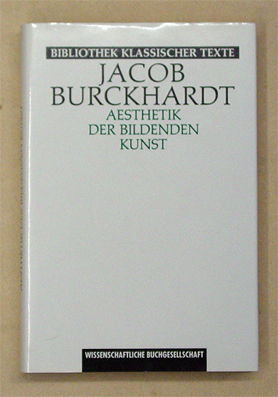 BIBLIOTHEK KLASSISCHER TEXTE
JACOB
BURCKHARDT
AESTHETIK
DER BILDENDEN
KUNST
WISSENSCHAFTLICHE BUCHGESELLSCHAFT